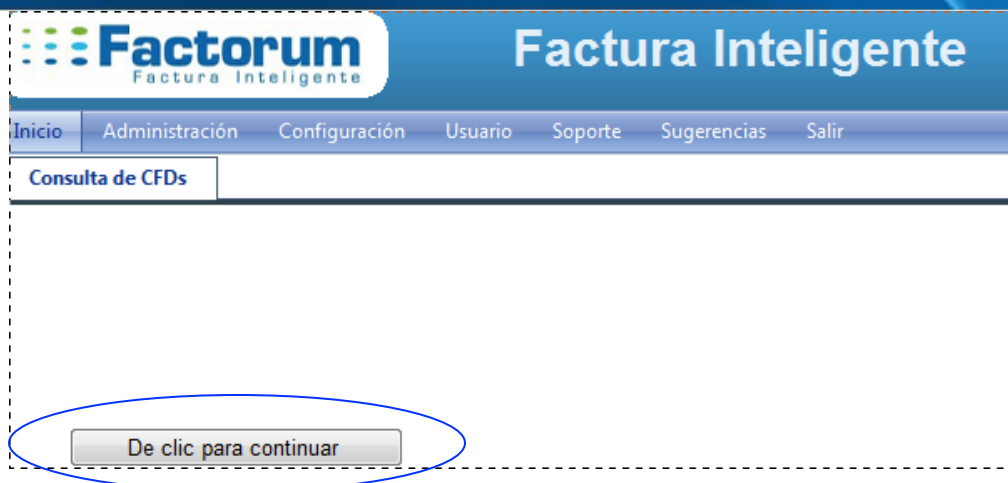 Factorum
Factura Inteligente
Factura Inteligente
Inicio Administración Configuración Usuario Soporte Sugerencias Salir
Consulta de CFDs
De clic para continuar